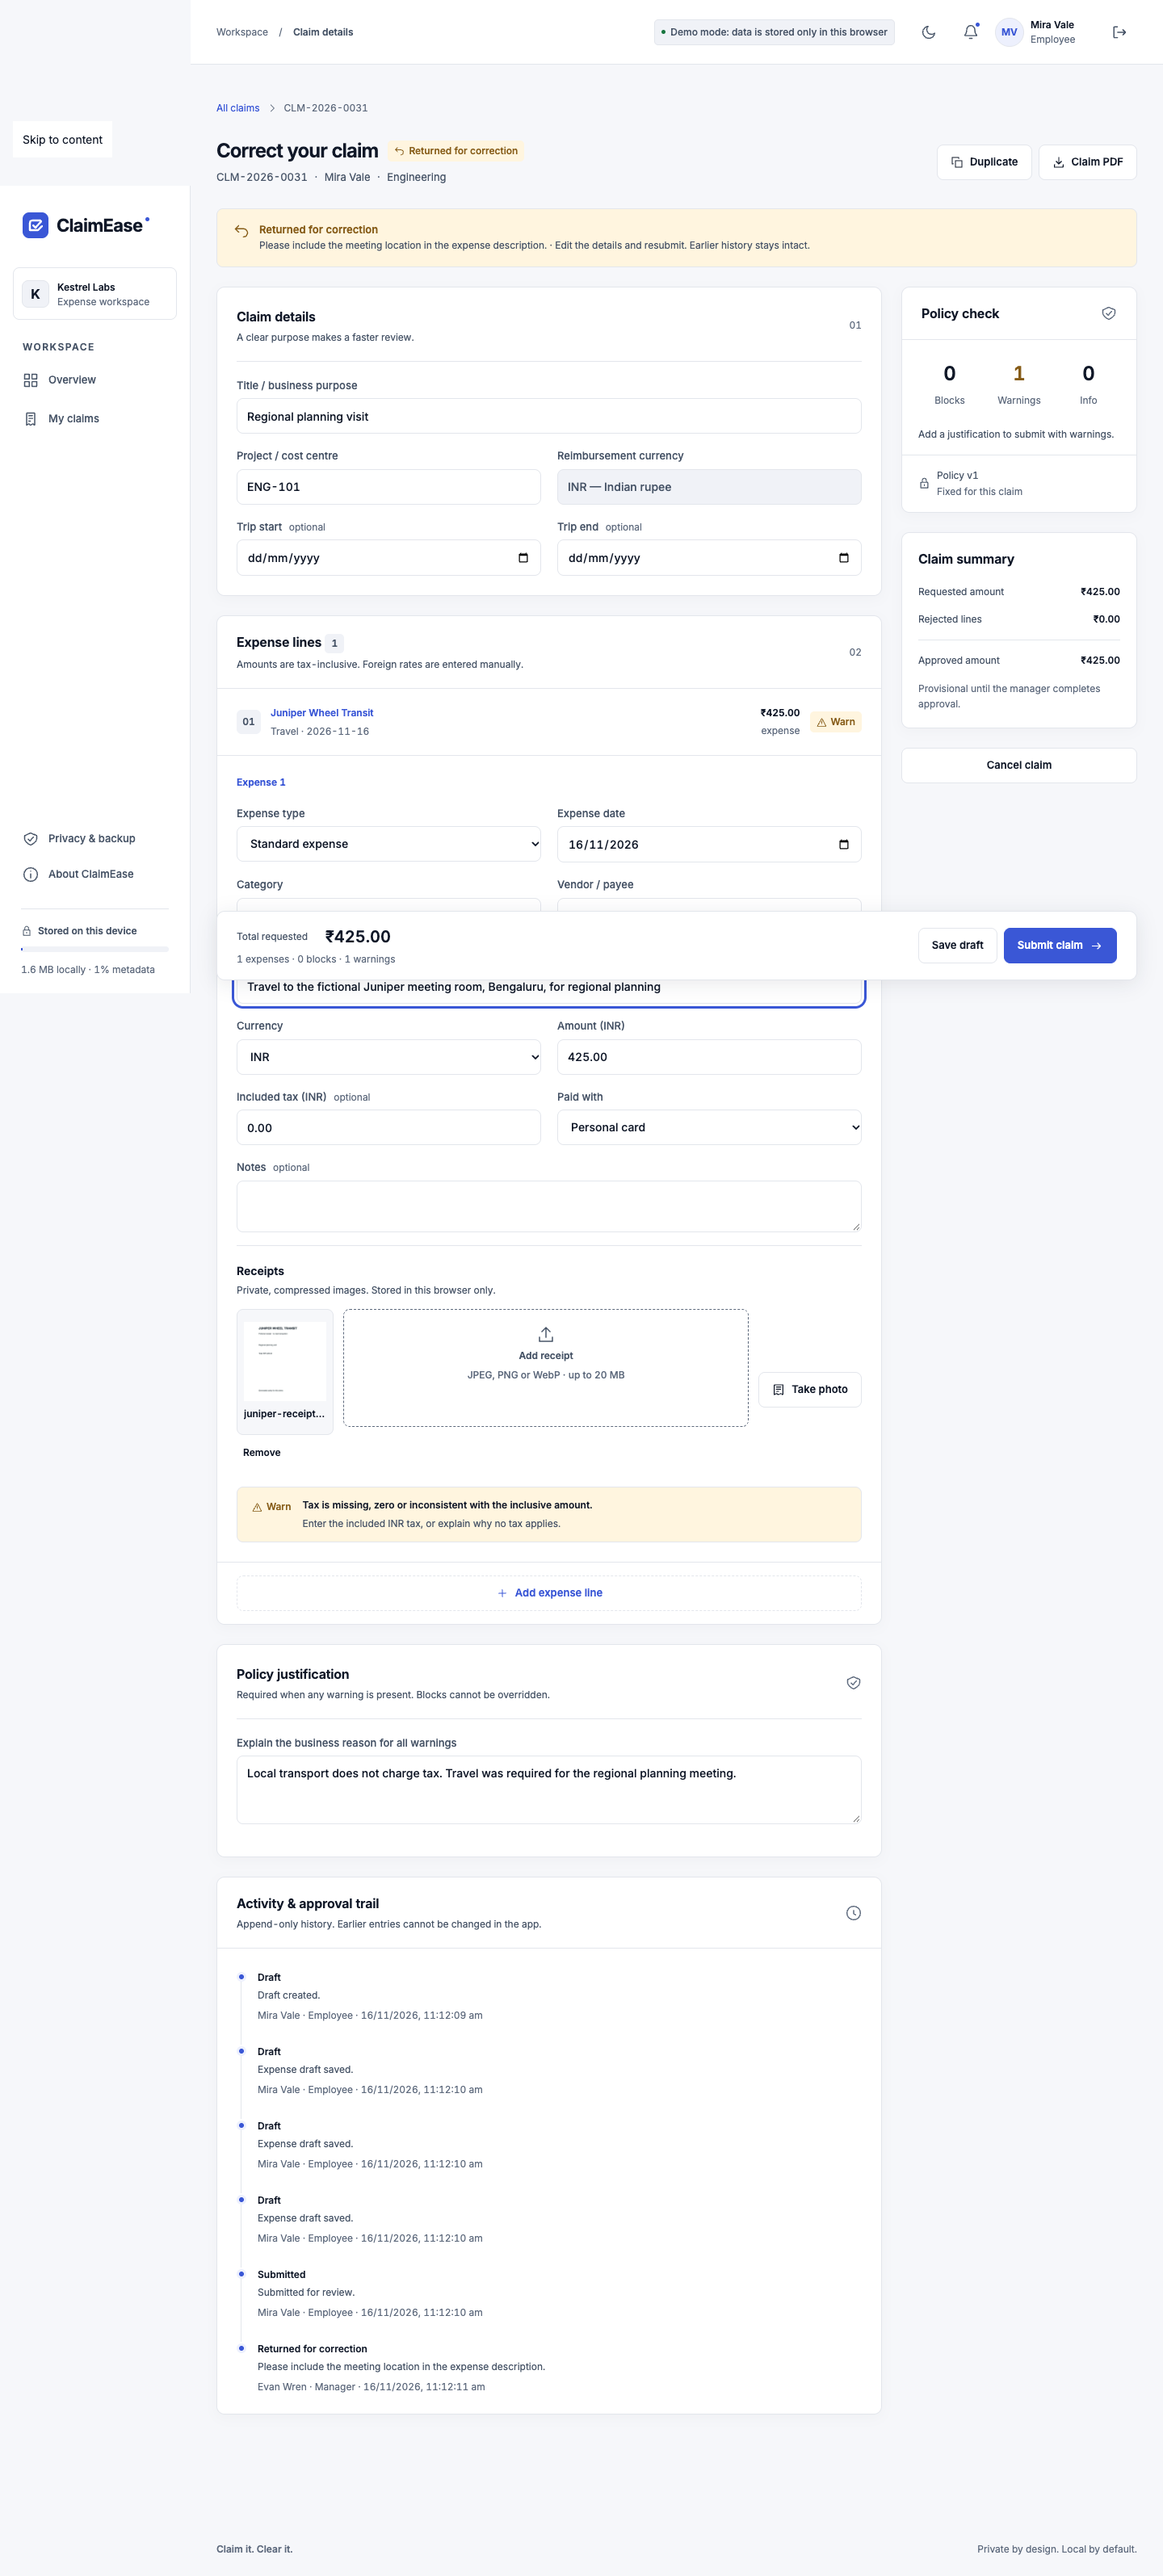 Workspace / Claim details
Demo mode: data is stored only in this browser
MV
Mira Vale
Employee
Skip to content
ClaimEase
K
Kestrel Labs
Expense workspace
WORKSPACE
Overview
My claims
Privacy & backup
About ClaimEase
Stored on this device
1.6 MB locally · 1% metadata
All claims > CLM-2026-0031
Correct your claim
Returned for correction
CLM-2026-0031 · Mira Vale · Engineering
Duplicate
Claim PDF
Returned for correction
Please include the meeting location in the expense description. · Edit the details and resubmit. Earlier history stays intact.
Claim details
A clear purpose makes a faster review.
01
Title / business purpose
Regional planning visit
Project / cost centre
Reimbursement currency
ENG-101
INR — Indian rupee
Trip start optional
Trip end optional
dd/mm/yyyy
dd/mm/yyyy
Policy check
0
1
0
Blocks
Warnings
Info
Add a justification to submit with warnings.
Policy v1
Fixed for this claim
Claim summary
Requested amount ₹425.00
Rejected lines ₹0.00
Approved amount ₹425.00
Provisional until the manager completes
approval.
Cancel claim
Expense lines 1
Amounts are tax-inclusive. Foreign rates are entered manually.
02
01
Juniper Wheel Transit
Travel · 2026-11-16
₹425.00
expense
Warn
Expense 1
Expense type
Expense date
Standard expense
16/11/2026
Category
Vendor / payee
Total requested ₹425.00
1 expenses · 0 blocks · 1 warnings
Save draft
Submit claim
Travel to the fictional Juniper meeting room, Bengaluru, for regional planning
Currency
Amount (INR)
INR
425.00
Included tax (INR) optional
Paid with
0.00
Personal card
Notes optional
Receipts
Private, compressed images. Stored in this browser only.
JUNIPER WHEEL TRANSIT
juniper-receipt...
Remove
Add receipt
JPEG, PNG or WebP · up to 20 MB
Take photo
Warn
Tax is missing, zero or inconsistent with the inclusive amount.
Enter the included INR tax, or explain why no tax applies.
Add expense line
Policy justification
Required when any warning is present. Blocks cannot be overridden.
Explain the business reason for all warnings
Local transport does not charge tax. Travel was required for the regional planning meeting.
Activity & approval trail
Append-only history. Earlier entries cannot be changed in the app.
Draft
Draft created.
Mira Vale · Employee · 16/11/2026, 11:12:09 am
Draft
Expense draft saved.
Mira Vale · Employee · 16/11/2026, 11:12:10 am
Draft
Expense draft saved.
Mira Vale · Employee · 16/11/2026, 11:12:10 am
Draft
Expense draft saved.
Mira Vale · Employee · 16/11/2026, 11:12:10 am
Submitted
Submitted for review.
Mira Vale · Employee · 16/11/2026, 11:12:10 am
Returned for correction
Please include the meeting location in the expense description.
Evan Wren · Manager · 16/11/2026, 11:12:11 am
Claim it. Clear it.
Private by design. Local by default.